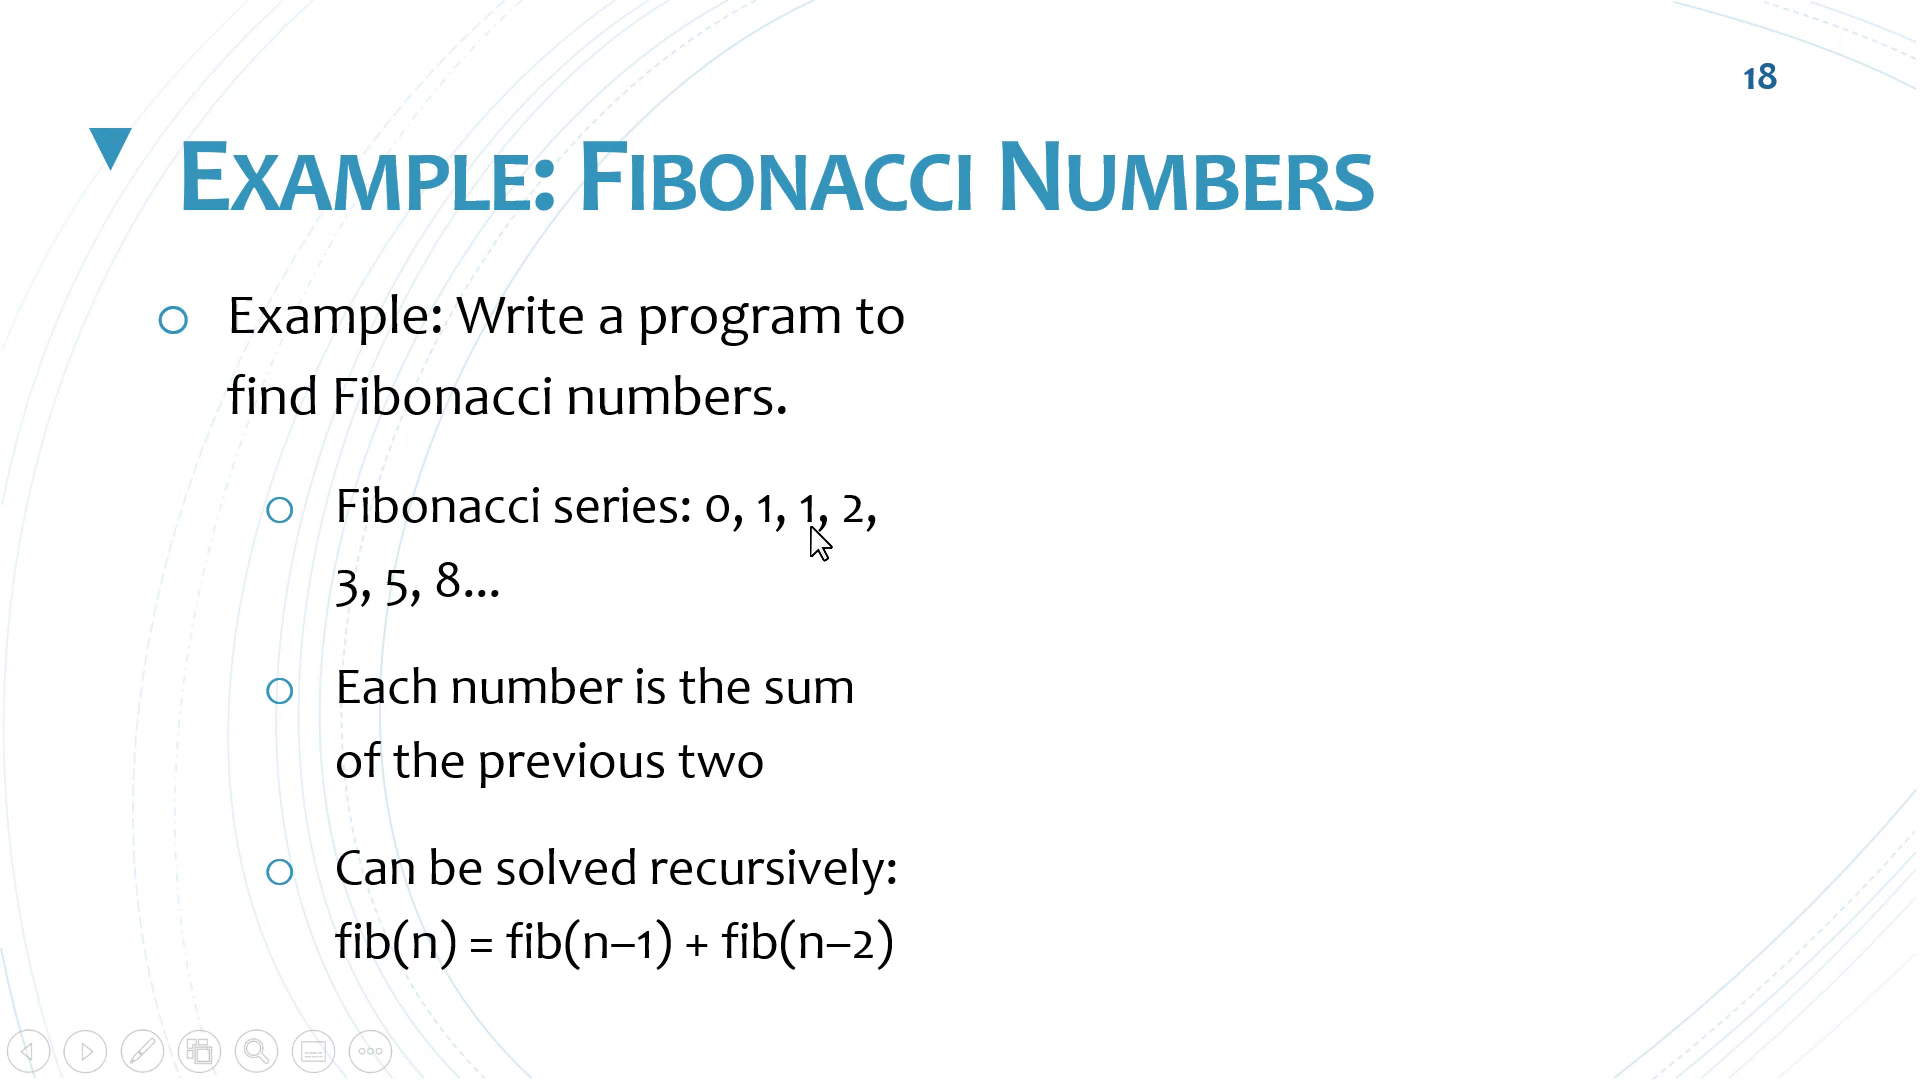 18
Example: Fibonacci Numbers
Example: Write a program to
find Fibonacci numbers.
Fibonacci series: 0, 1, 1, 2,
3, 5, 8...
Each number is the sum
of the previous two
Can be solved recursively:
fib(n) = fib(n–1) + fib(n–2)